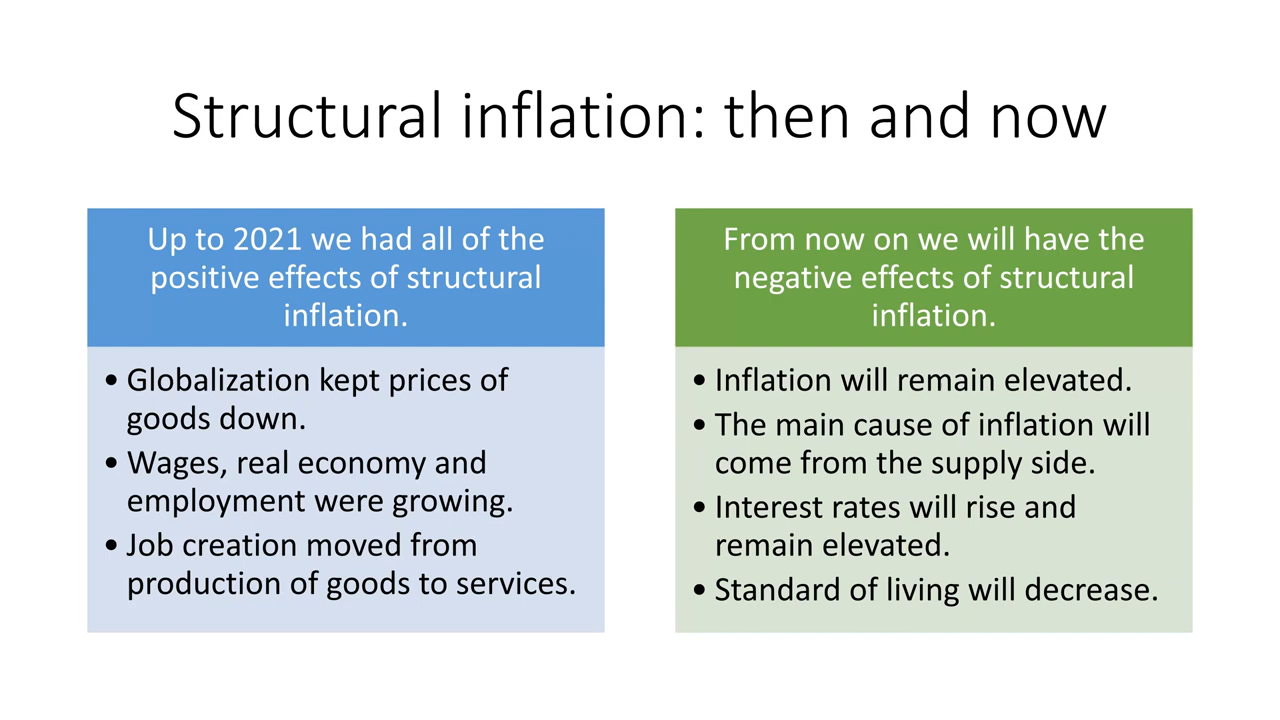 Structural inflation: then and now
Up to 2021 we had all of the
positive effects of structural
inflation.
• Globalization kept prices of
goods down.
• Wages, real economy and
employment were growing.
• Job creation moved from
production of goods to services.
From now on we will have the
negative effects of structural
inflation.
• Inflation will remain elevated.
• The main cause of inflation will
come from the supply side.
• Interest rates will rise and
remain elevated.
• Standard of living will decrease.